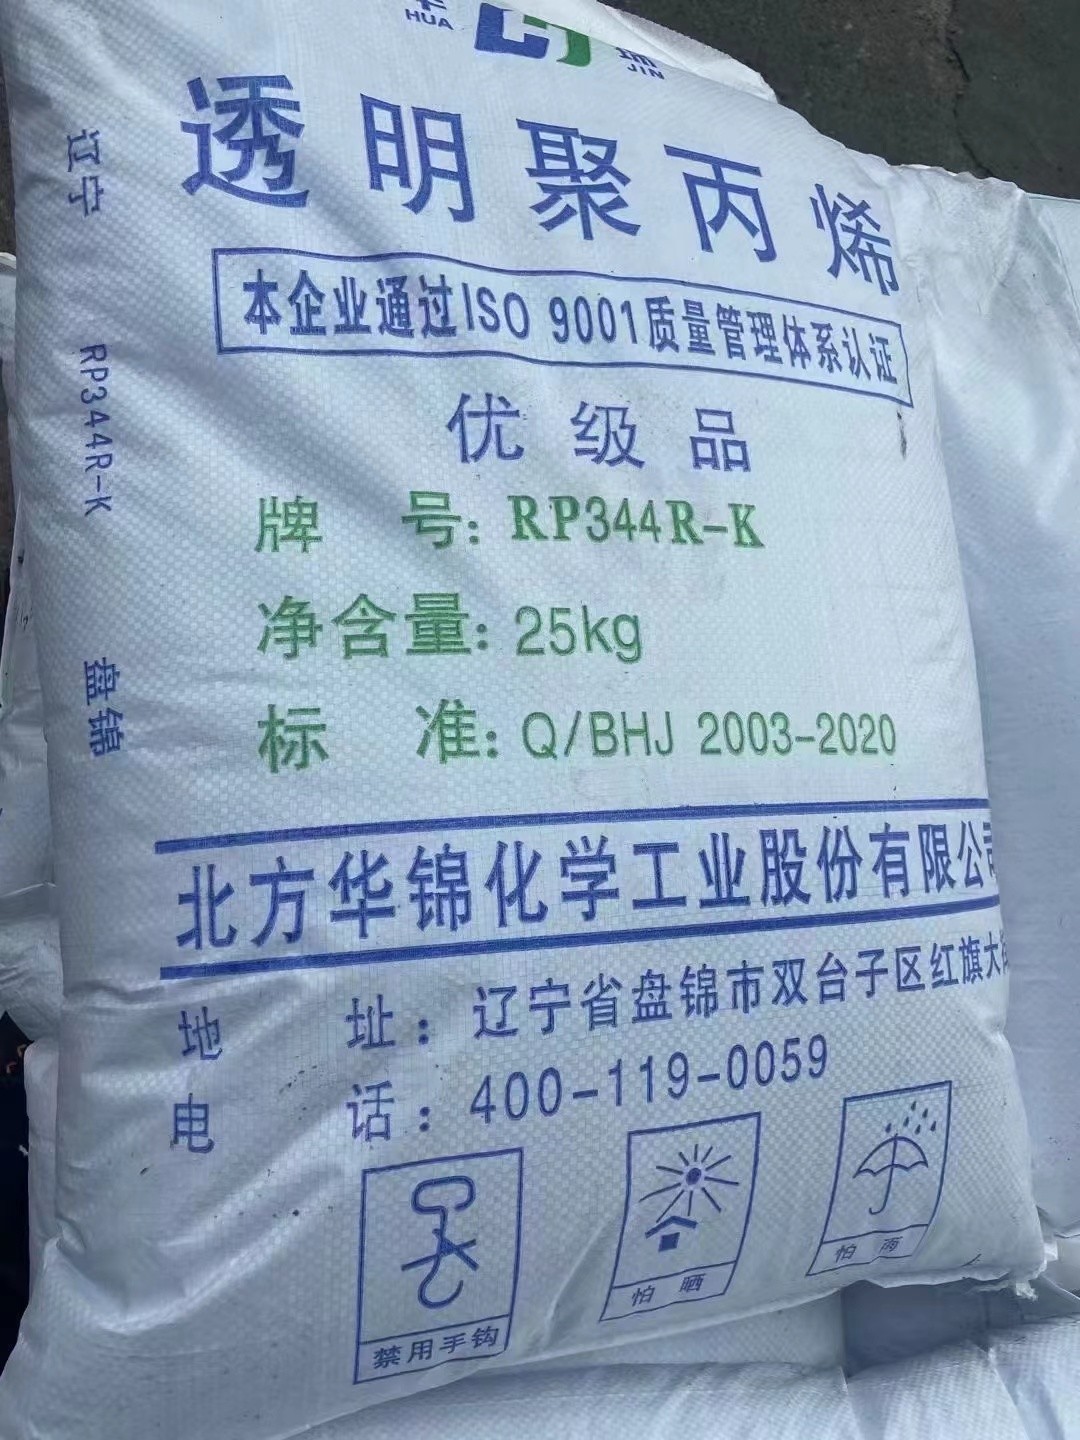 HUA
JIN
透明聚丙烯
本企业通过ISO 9001质量管理体系认证
优级品
牌号：RP344R-K
净含量：25kg
标准：Q/BHJ 2003-2020
北方华锦化学工业股份有限公司
地址：辽宁省盘锦市双台子区红旗大
电话：400-119-0059
禁用手钩
怕晒
怕雨
辽宁
RP344R-K
盘锦